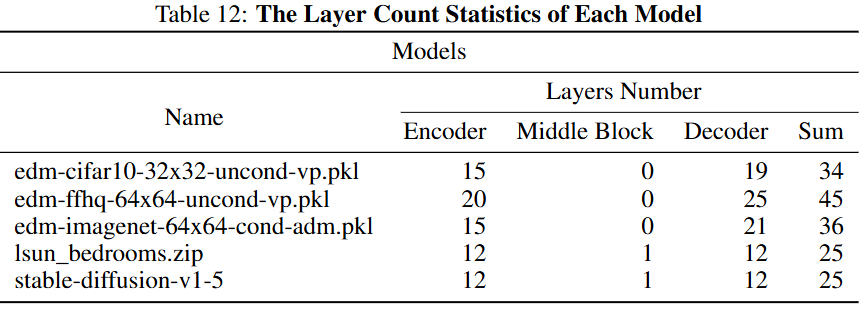 Table 12: The Layer Count Statistics of Each Model
Models
Name
Layers Number
Encoder Middle Block Decoder Sum
edm-cifar10-32x32-uncond-vp.pkl 15 0 19 34
edm-ffhq-64x64-uncond-vp.pkl 20 0 25 45
edm-imagenet-64x64-cond-adm.pkl 15 0 21 36
lsun_bedrooms.zip 12 1 12 25
stable-diffusion-v1-5 12 1 12 25